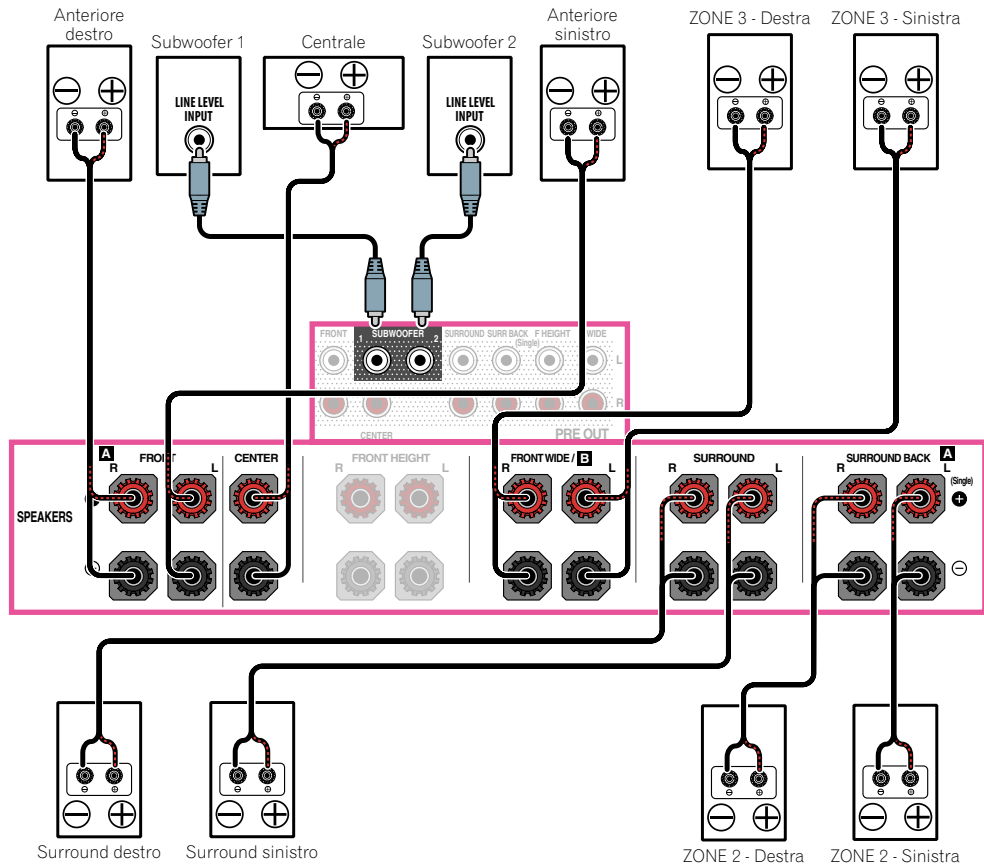 Anteriore
destro
Subwoofer 1
Centrale
Subwoofer 2
Anteriore
sinistro
ZONE 3 - Destra
ZONE 3 - Sinistra
LINE LEVEL
INPUT
LINE LEVEL
INPUT
FRONT
1 SUBWOOFER 2
SURROUND
SURR BACK
(Single)
F HEIGHT
WIDE
L
R
CENTER
PRE OUT
SPEAKERS
A
R FRONT L
CENTER
FRONT HEIGHT
R L
FRONT WIDE / B
R L
SURROUND
R L
SURROUND BACK A
R L
(Single)
Surround destro
Surround sinistro
ZONE 2 - Destra
ZONE 2 - Sinistra